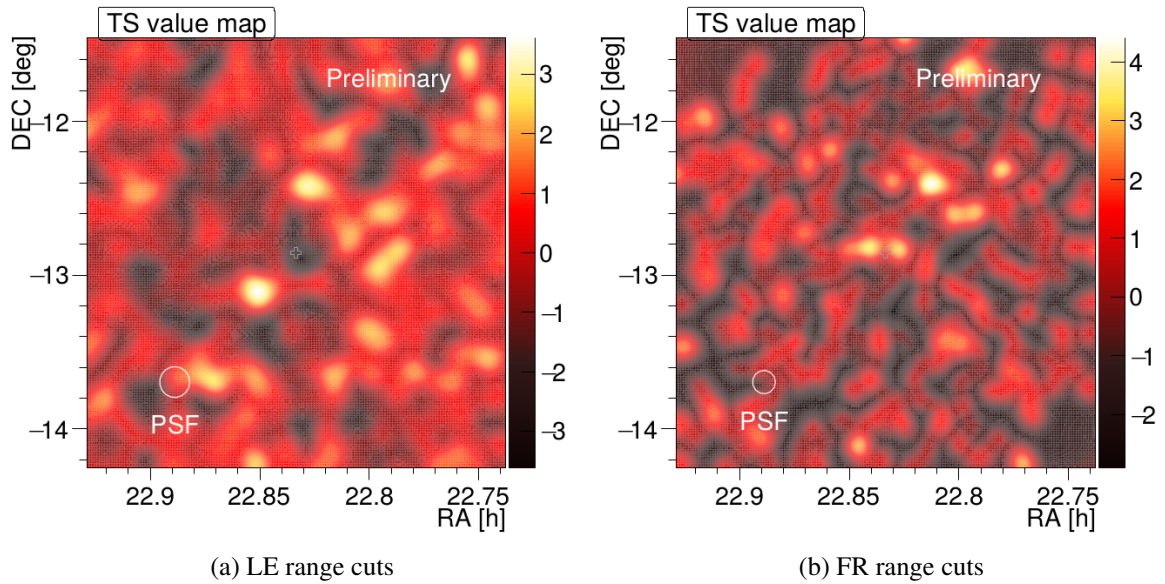 TS value map
Preliminary
DEC [deg]
−12
−13
−14
3
2
1
0
−1
−2
−3
PSF
22.9 22.85 22.8 22.75
RA [h]
(a) LE range cuts
TS value map
Preliminary
DEC [deg]
−12
−13
−14
4
3
2
1
0
−1
−2
PSF
22.9 22.85 22.8 22.75
RA [h]
(b) FR range cuts